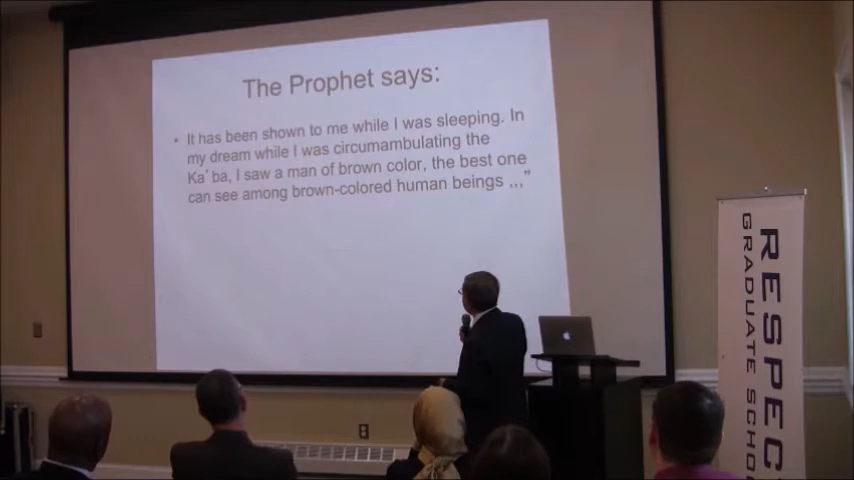 The Prophet says:
• It has been shown to me while I was sleeping. In
my dream while I was circumambulating the
Ka'ba, I saw a man of brown color, the best one
can see among brown-colored human beings ..."
RESPECT
GRADUATE SCHOOL